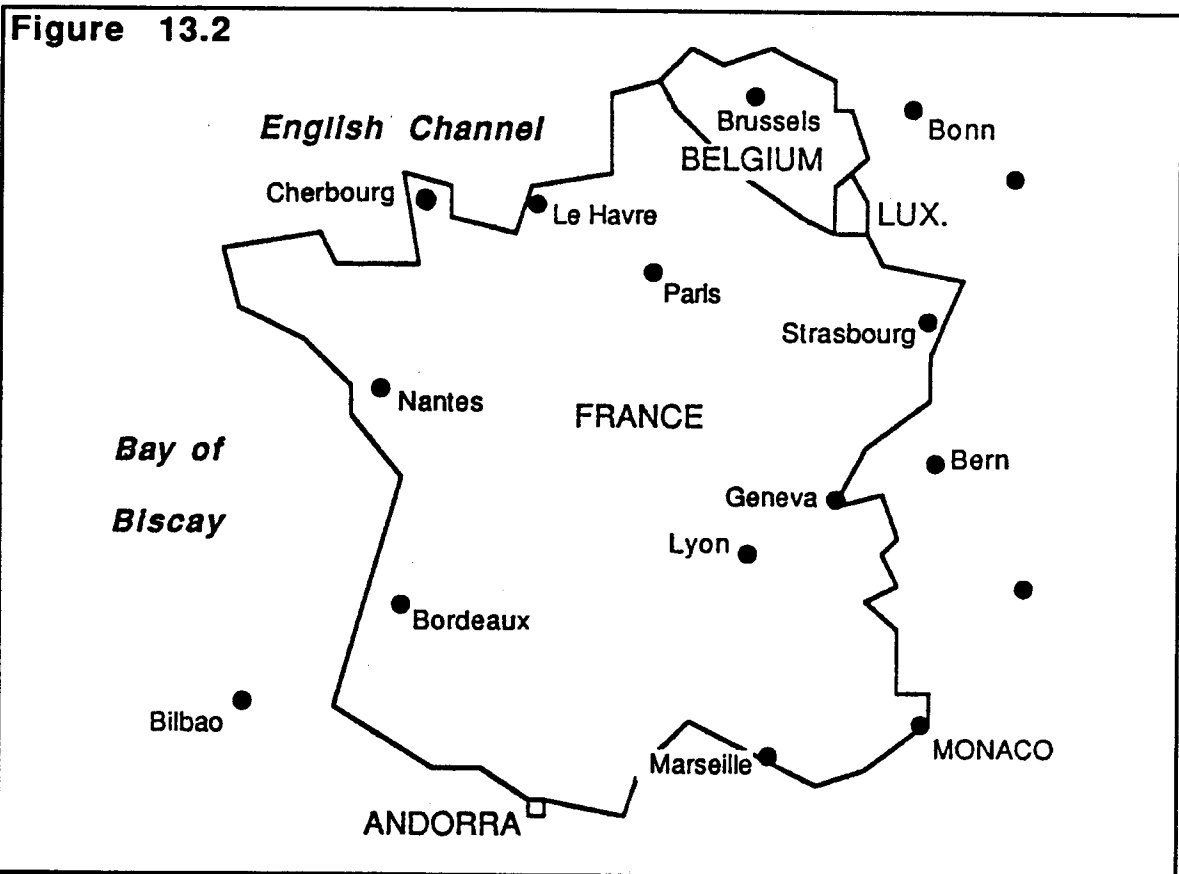 Figure 13.2
English Channel
Brussels
Bonn
BELGIUM
Cherbourg
Le Havre
LUX.
Paris
Strasbourg
Nantes
FRANCE
Bay of
Biscay
Bern
Geneva
Lyon
Bordeaux
Bilbao
Marseille
MONACO
ANDORRA